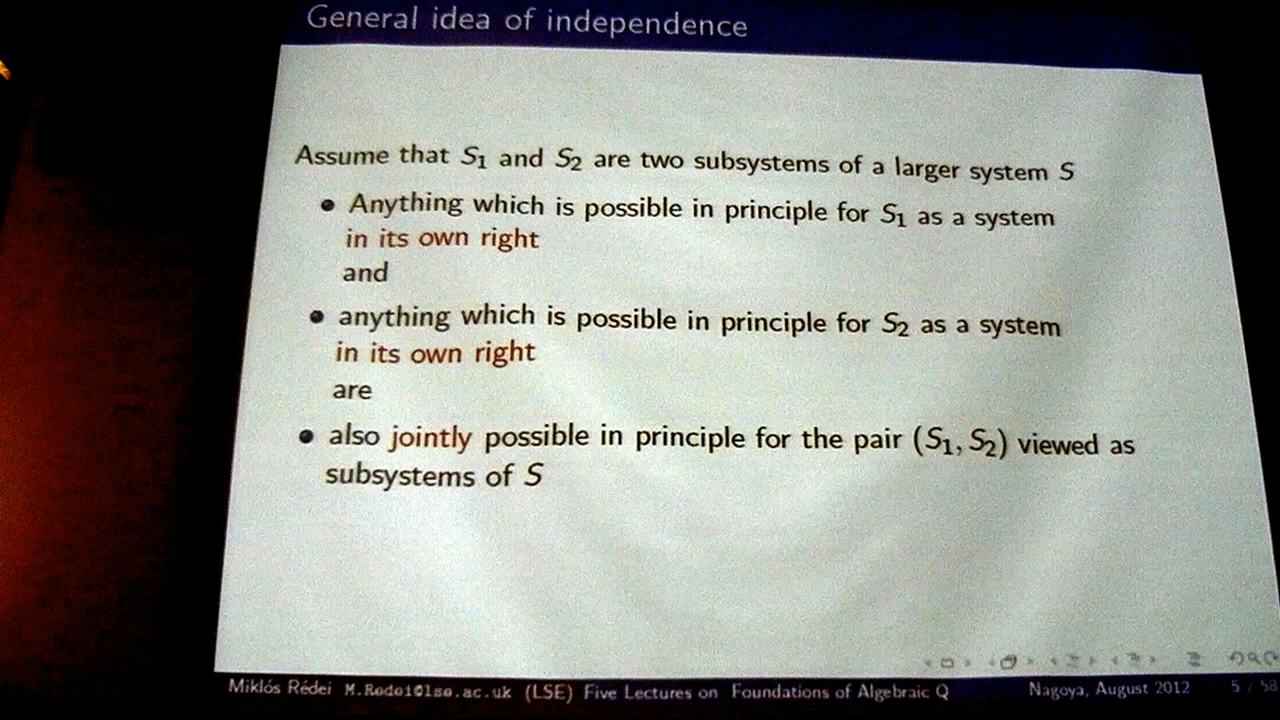 General idea of independence
Assume that S1 and S2 are two subsystems of a larger system S
• Anything which is possible in principle for S1 as a system
in its own right
and
• anything which is possible in principle for S2 as a system
in its own right
are
• also jointly possible in principle for the pair (S1, S2) viewed as
subsystems of S
Miklós Rédei M.Redei@lse.ac.uk (LSE) Five Lectures on Foundations of Algebraic Q Nagoya, August 2012 5 / 58